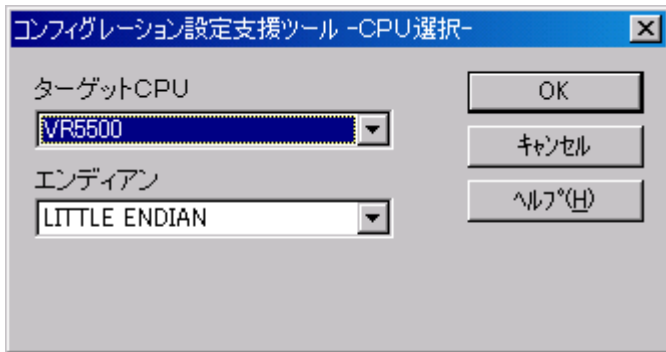 コンフィグレーション設定支援ツール -CPU選択-
ターゲットCPU
VR5500
エンディアン
LITTLE ENDIAN
OK
キャンセル
ヘルプ(H)